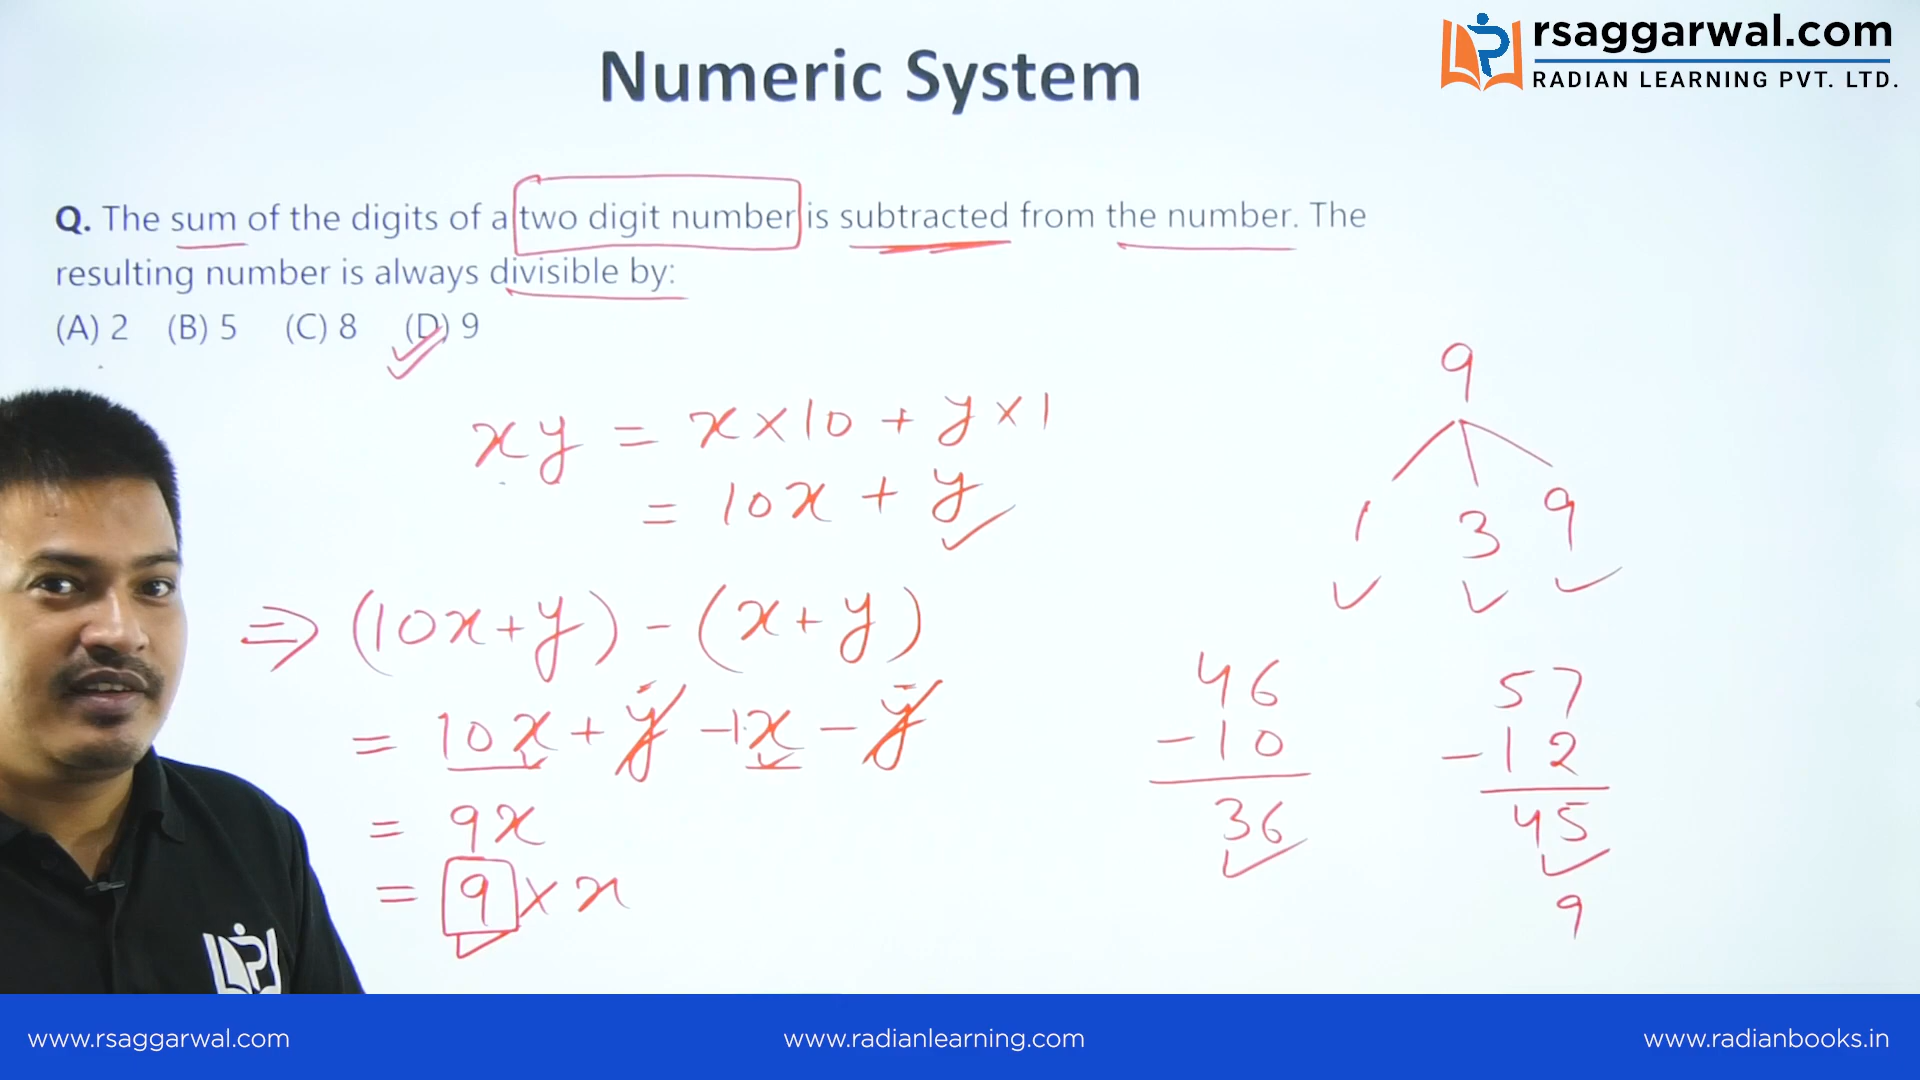 Numeric System
rsaggarwal.com
RADIAN LEARNING PVT. LTD.
Q. The sum of the digits of a two digit number is subtracted from the number. The
resulting number is always divisible by:
(A) 2 (B) 5 (C) 8 (D) 9
xy = x×10 + y×1
= 10x + y
⇒ (10x+y) - (x+y)
= 10x + y - 1x - y
= 9x
= 9 × x
9
1 3 9
46
-10
36
57
-12
45
9
www.rsaggarwal.com
www.radianlearning.com
www.radianbooks.in